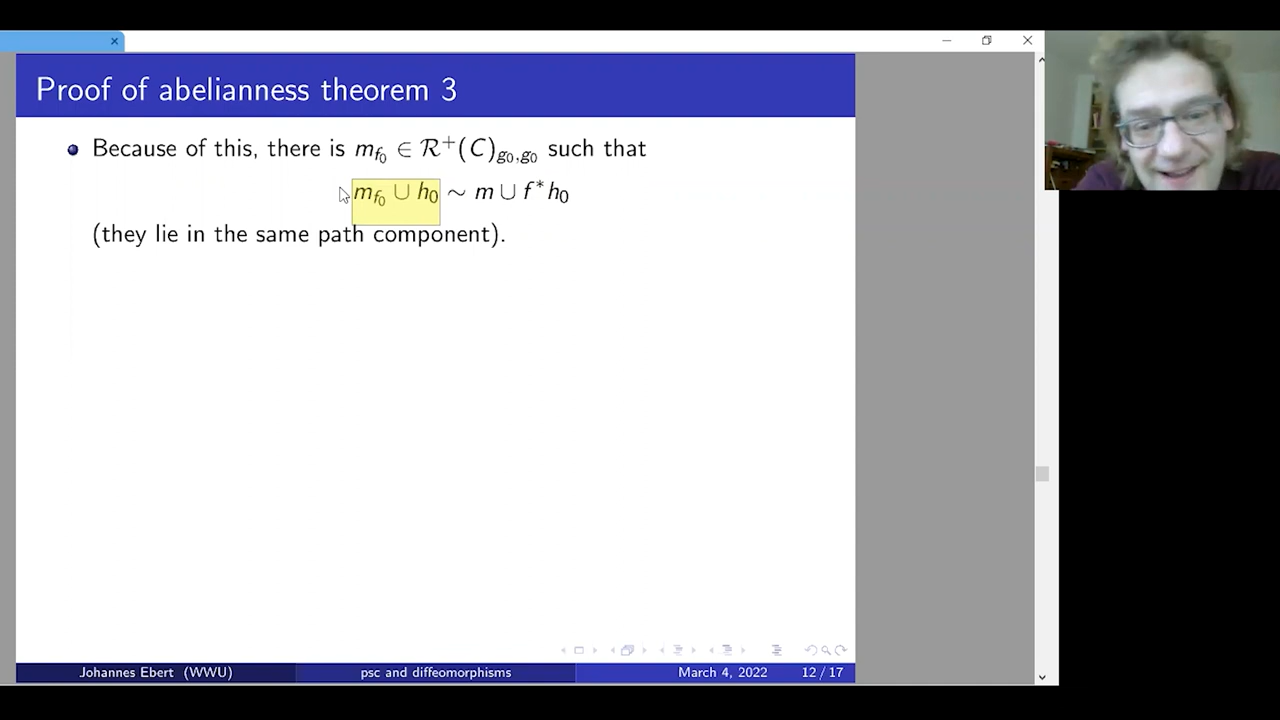 Proof of abelianness theorem 3
Because of this, there is m_{f_0} ∈ R^+(C)_{g_0,g_0} such that
m_{f_0} ∪ h_0 ∼ m ∪ f^*h_0
(they lie in the same path component).
Johannes Ebert (WWU) psc and diffeomorphisms March 4, 2022 12 / 17